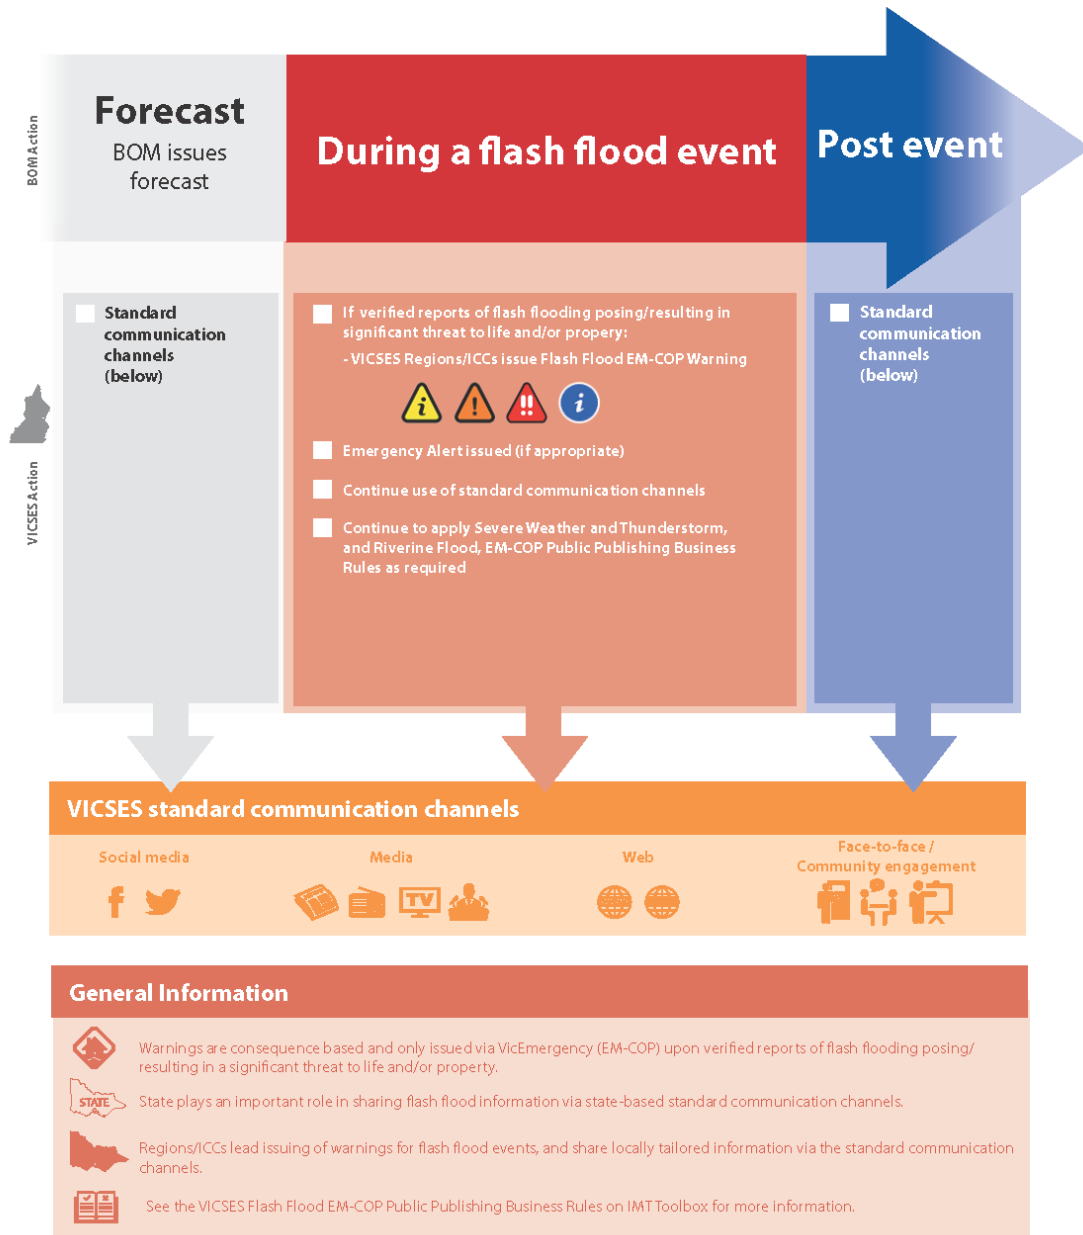 BOM Action
Forecast
BOM issues
forecast
During a flash flood event
Post event
VICSES Action
Standard
communication
channels
(below)
If verified reports of flash flooding posing/resulting in
significant threat to life and/or propery:
- VICSES Regions/ICCs issue Flash Flood EM-COP Warning
i
!
!!
i
Emergency Alert issued (if appropriate)
Continue use of standard communication channels
Continue to apply Severe Weather and Thunderstorm,
and Riverine Flood, EM-COP Public Publishing Business
Rules as required
Standard
communication
channels
(below)
VICSES standard communication channels
Social media
Media
Web
Face-to-face /
Community engagement
f
TV
General Information
Warnings are consequence based and only issued via VicEmergency (EM-COP) upon verified reports of flash flooding posing/
resulting in a significant threat to life and/or property.
STATE
State plays an important role in sharing flash flood information via state-based standard communication channels.
Regions/ICCs lead issuing of warnings for flash flood events, and share locally tailored information via the standard communication
channels.
See the VICSES Flash Flood EM-COP Public Publishing Business Rules on IMT Toolbox for more information.